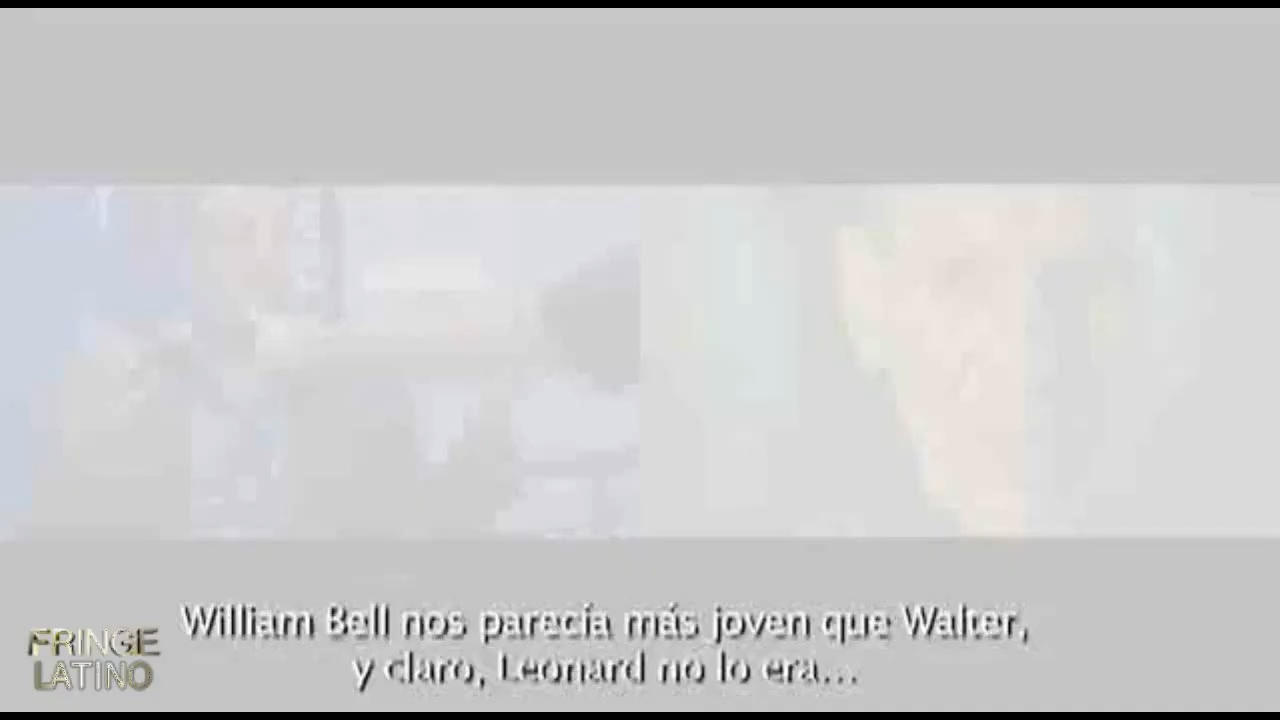 William Bell nos parecía más joven que Walter,
y claro, Leonard no lo era...
FRINGE
LATINO